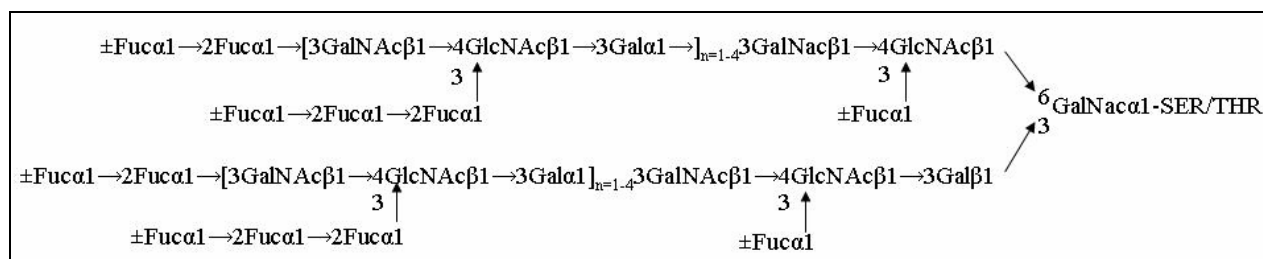 ±Fucα1→2Fucα1→[3GalNAcβ1→4GlcNAcβ1→3Galα1→]n=1-43GalNacβ1→4GlcNAcβ1
3 3
±Fucα1→2Fucα1→2Fucα1 ±Fucα1
6
GalNacα1-SER/THR
3
±Fucα1→2Fucα1→[3GalNAcβ1→4GlcNAcβ1→3Galα1]n=1-43GalNAcβ1→4GlcNAcβ1→3Galβ1
3 3
±Fucα1→2Fucα1→2Fucα1 ±Fucα1